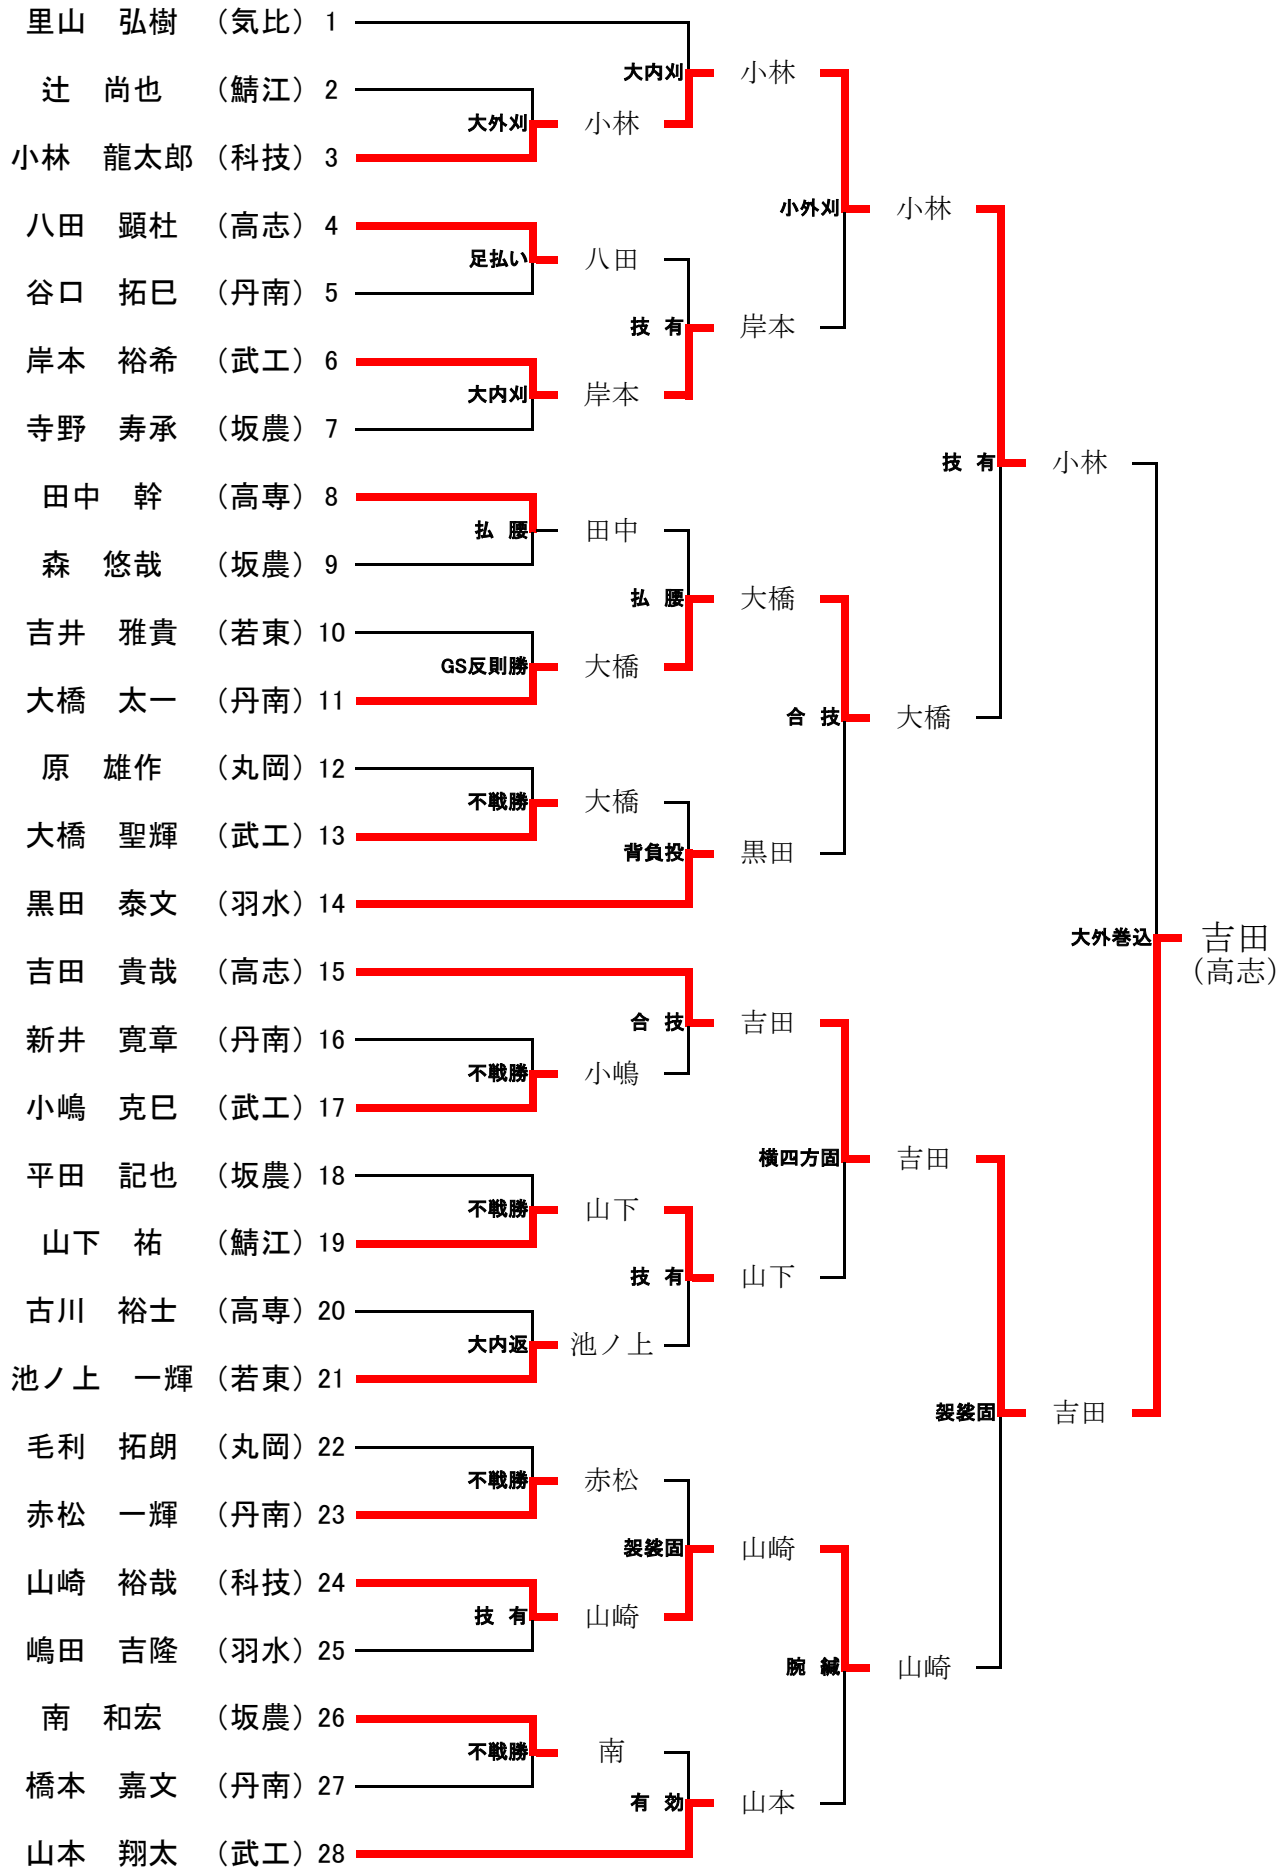 里山　弘樹　（気比） 1
辻　尚也　（鯖江） 2
小林　龍太郎　（科技） 3
八田　顕杜　（高志） 4
谷口　拓巳　（丹南） 5
岸本　裕希　（武工） 6
寺野　寿承　（坂農） 7
田中　幹　（高専） 8
森　悠哉　（坂農） 9
吉井　雅貴　（若東） 10
大橋　太一　（丹南） 11
原　雄作　（丸岡） 12
大橋　聖輝　（武工） 13
黒田　泰文　（羽水） 14
吉田　貴哉　（高志） 15
新井　寛章　（丹南） 16
小嶋　克巳　（武工） 17
平田　記也　（坂農） 18
山下　祐　（鯖江） 19
古川　裕士　（高専） 20
池ノ上　一輝　（若東） 21
毛利　拓朗　（丸岡） 22
赤松　一輝　（丹南） 23
山崎　裕哉　（科技） 24
嶋田　吉隆　（羽水） 25
南　和宏　（坂農） 26
橋本　嘉文　（丹南） 27
山本　翔太　（武工） 28
大外刈　小林
足払い　八田
大内刈　岸本
払 腰　田中
GS反則勝　大橋
不戦勝　大橋
不戦勝　小嶋
不戦勝　山下
大内返　池ノ上
不戦勝　赤松
技 有　山崎
不戦勝　南
大内刈　小林
技 有　岸本
払 腰　大橋
背負投　黒田
合 技　吉田
技 有　山下
袈裟固　山崎
有 効　山本
小外刈　小林
合 技　大橋
横四方固　吉田
腕 緘　山崎
技 有　小林
袈裟固　吉田
大外巻込　吉田
（高志）